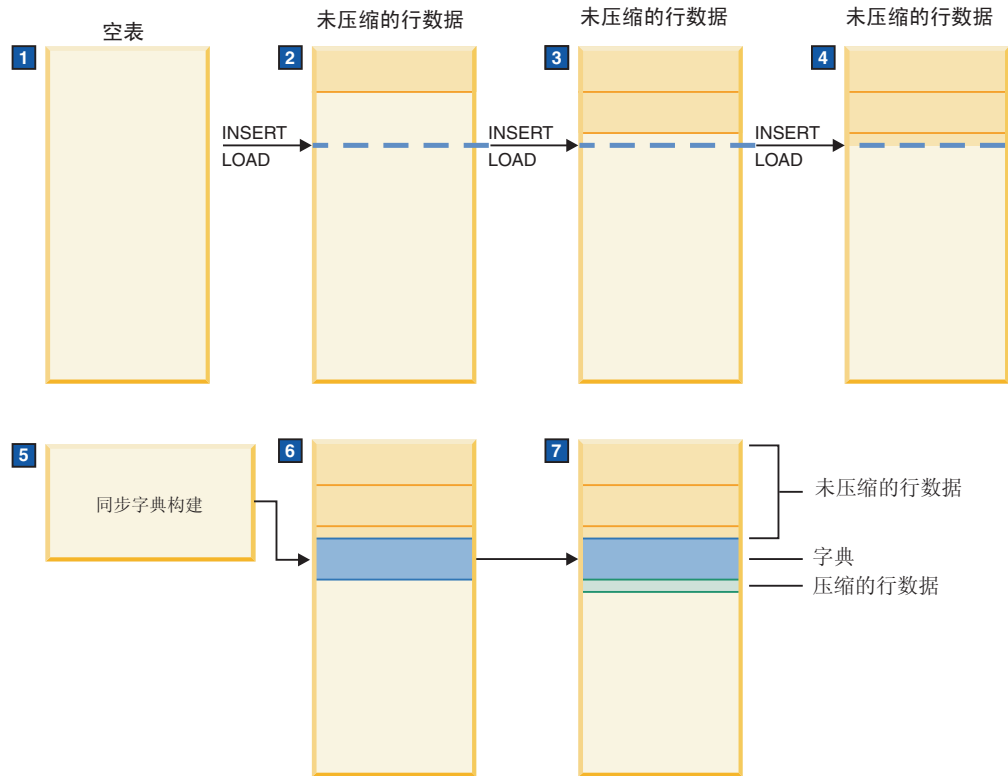 空表
未压缩的行数据
未压缩的行数据
未压缩的行数据
1
2
3
4
INSERT
LOAD
INSERT
LOAD
INSERT
LOAD
5
6
7
同步字典构建
未压缩的行数据
字典
压缩的行数据